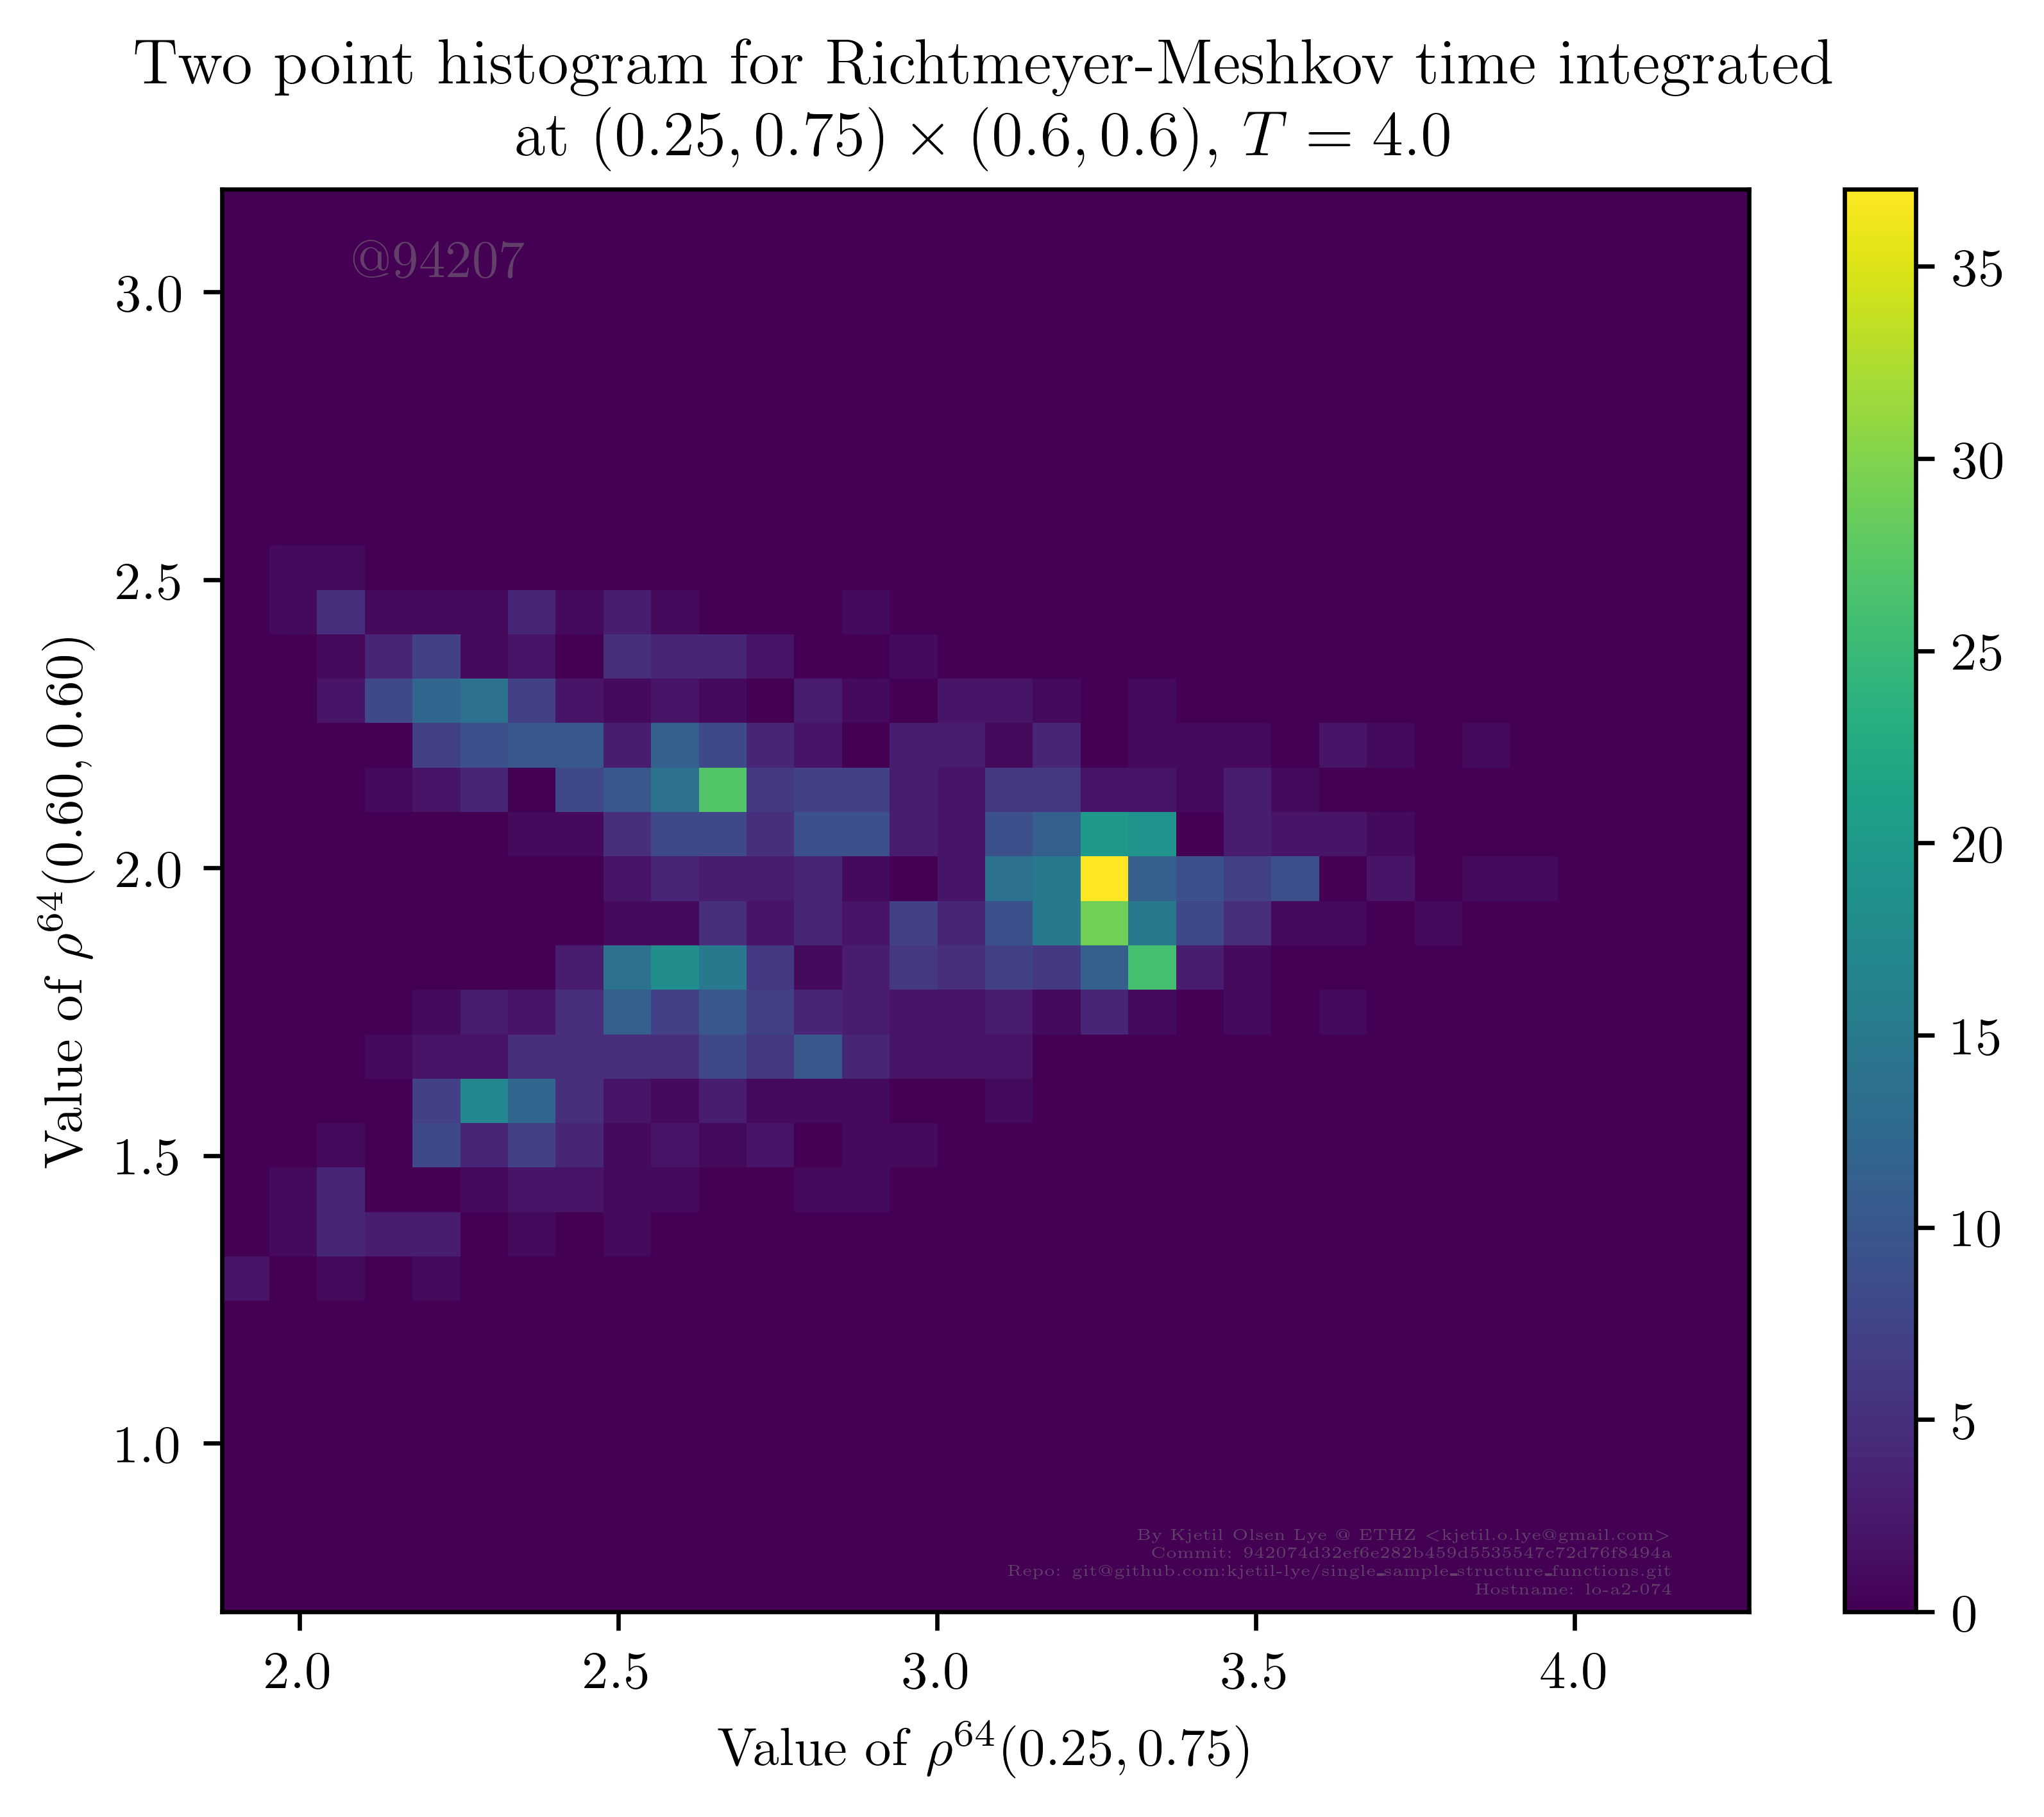 Two point histogram for Richtmeyer-Meshkov time integrated
at (0.25, 0.75) × (0.6, 0.6), T = 4.0
@94207
3.0
2.5
2.0
1.5
1.0
Value of ρ^64(0.60, 0.60)
2.0 2.5 3.0 3.5 4.0
Value of ρ^64(0.25, 0.75)
35
30
25
20
15
10
5
0
By Kjetil Olsen Lye @ ETHZ <kjetil.o.lye@gmail.com>
Commit: 942074d32ef6e282b459d5535547c72d76f8494a
Repo: git@github.com:kjetil-lye/single_sample_structure_functions.git
Hostname: lo-a2-074